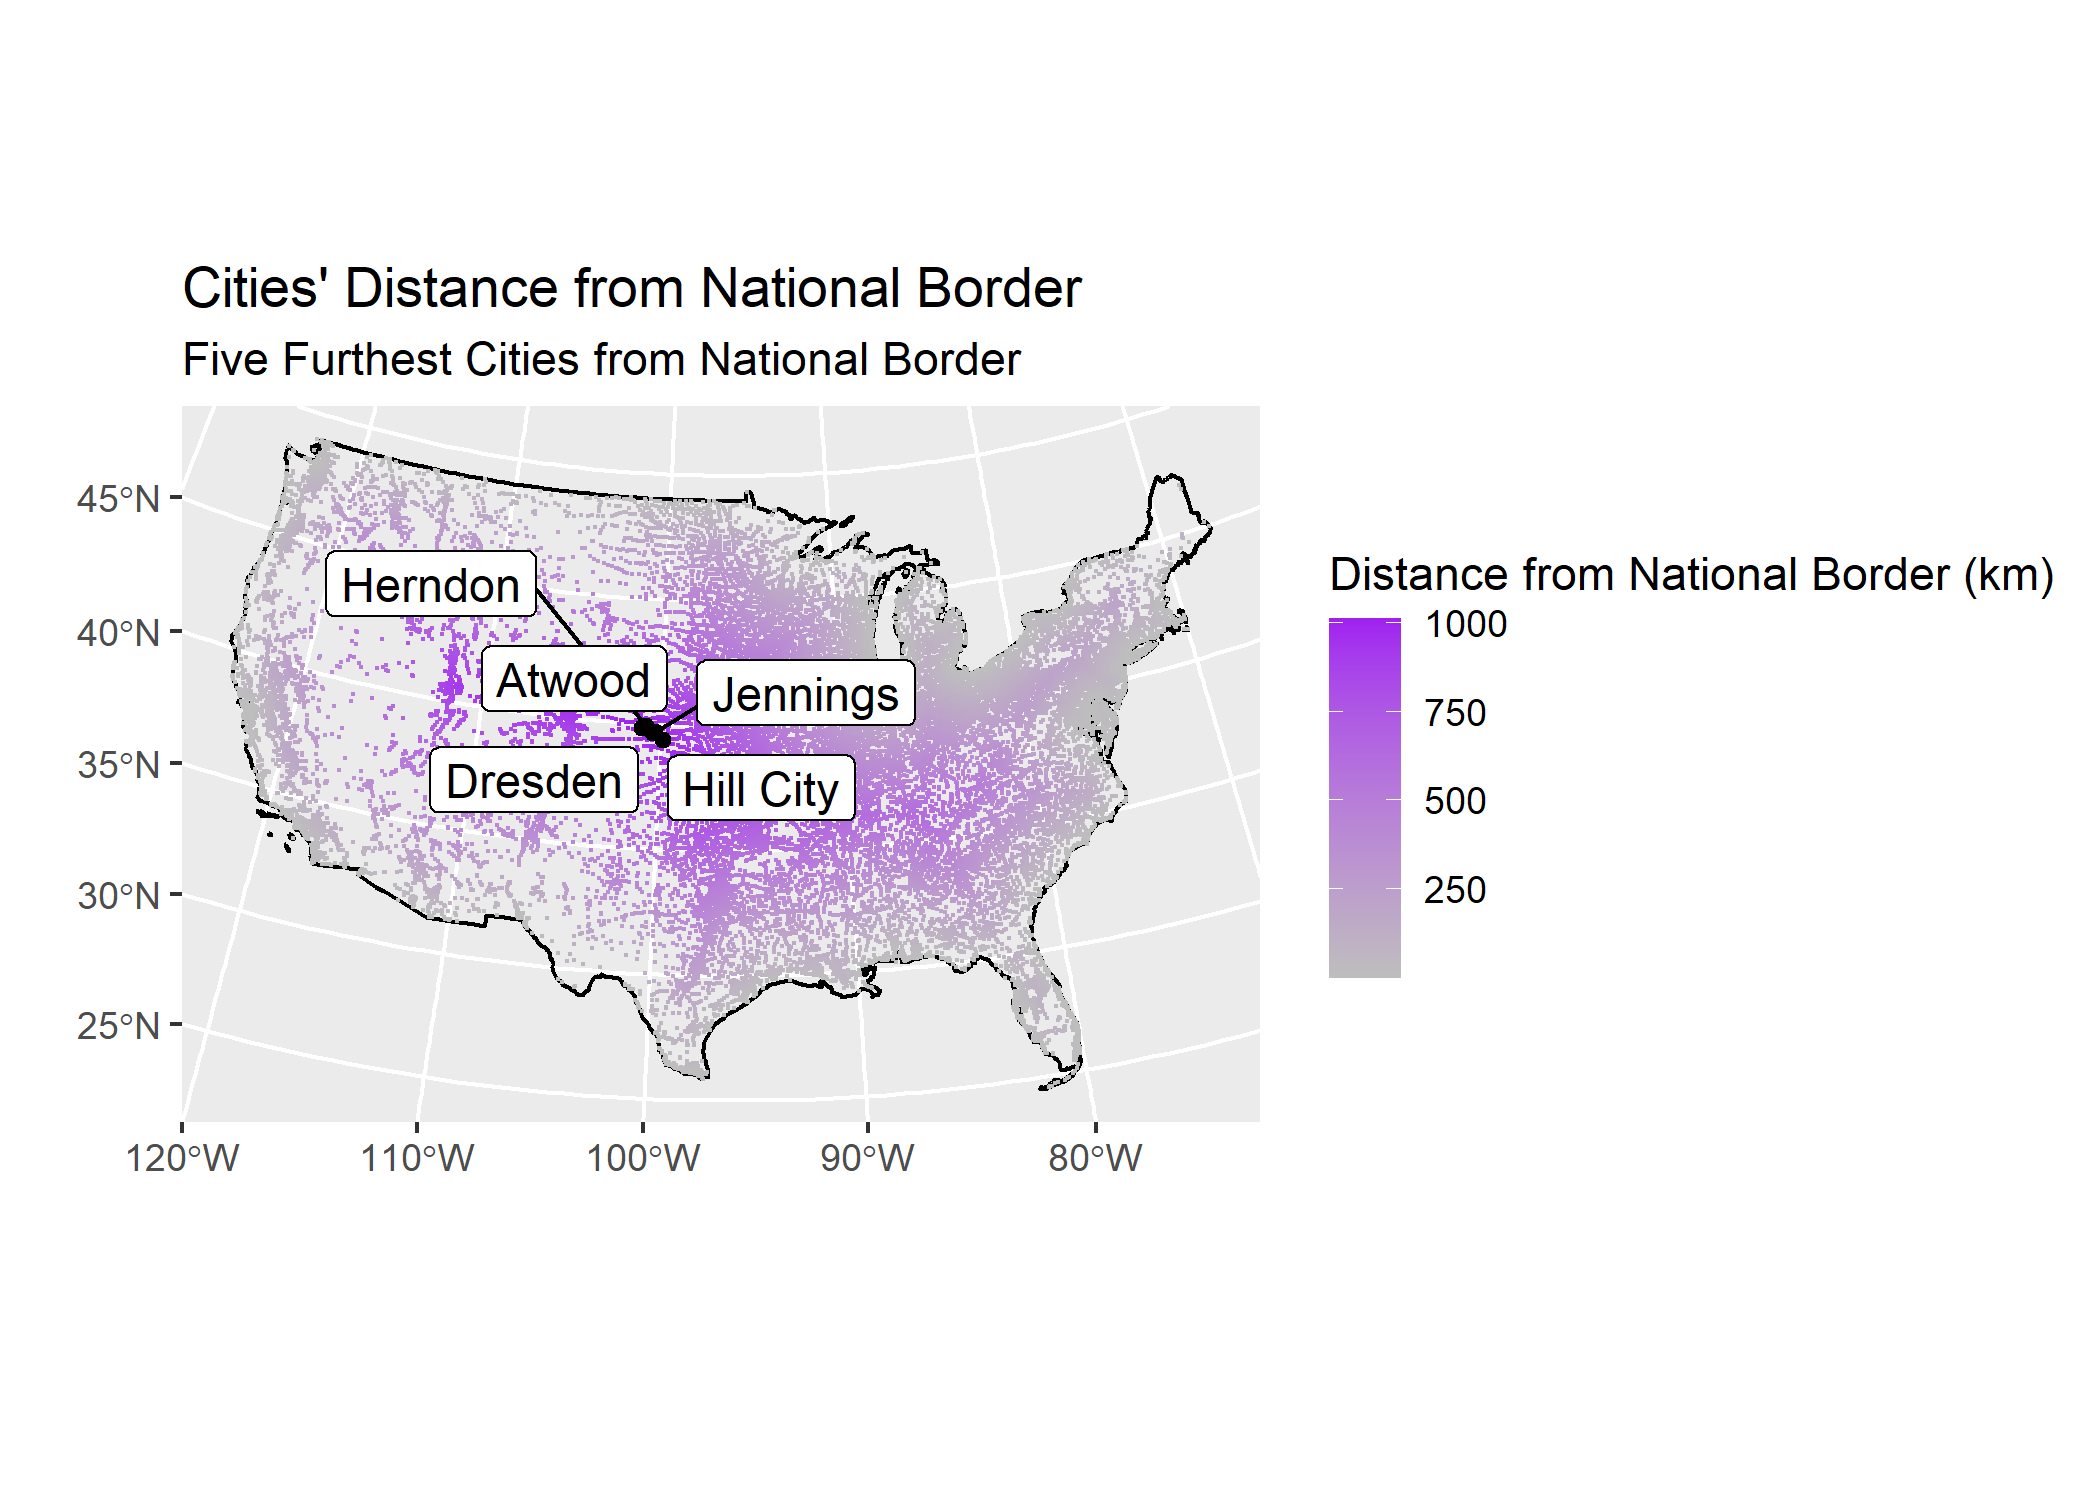 Cities' Distance from National Border
Five Furthest Cities from National Border
45°N
40°N
35°N
30°N
25°N
120°W
110°W
100°W
90°W
80°W
Herndon
Atwood
Jennings
Dresden
Hill City
Distance from National Border (km)
1000
750
500
250